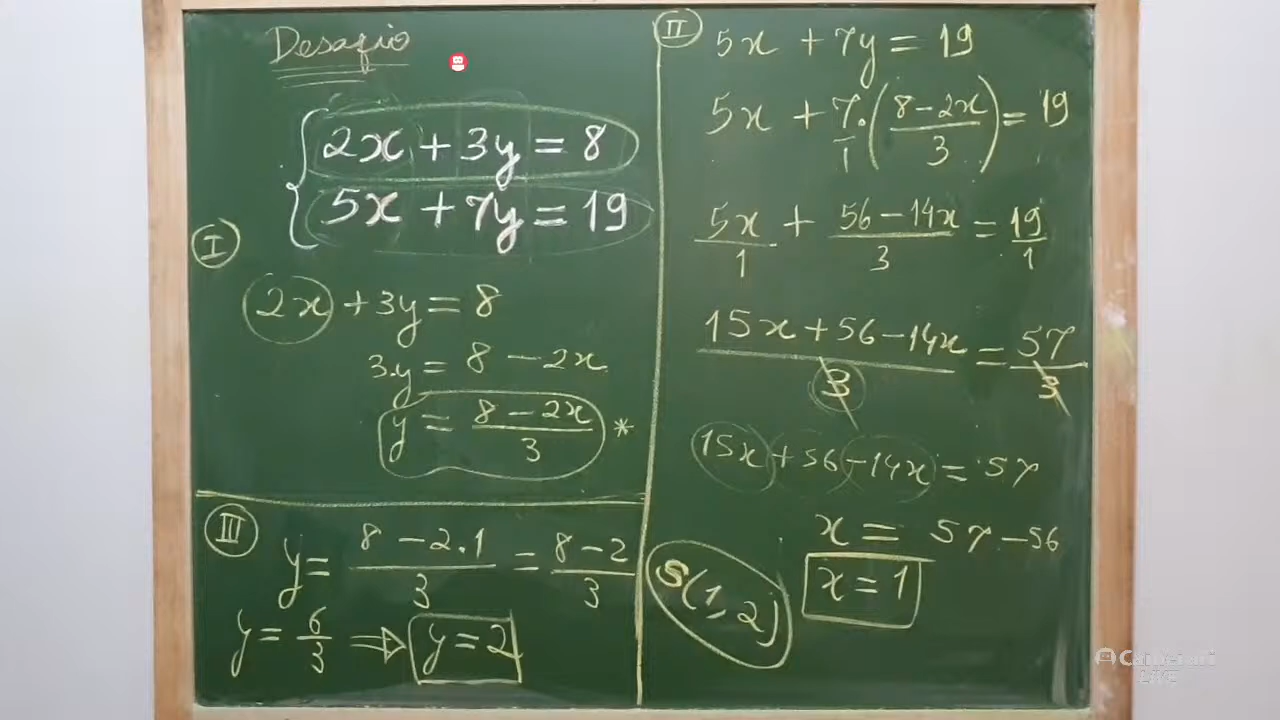 Desafio
2x + 3y = 8
5x + 7y = 19
I
2x + 3y = 8
3.y = 8 - 2x
y = (8 - 2x)/3 *
II
5x + 7y = 19
5x + 7/1 · ((8 - 2x)/3) = 19
5x/1 + (56 - 14x)/3 = 19/1
(15x + 56 - 14x)/3 = 57/3
15x + 56 - 14x = 57
x = 57 - 56
x = 1
III
y = (8 - 2.1)/3 = (8 - 2)/3
y = 6/3 ⇒ y = 2
S(1, 2)
LIVE